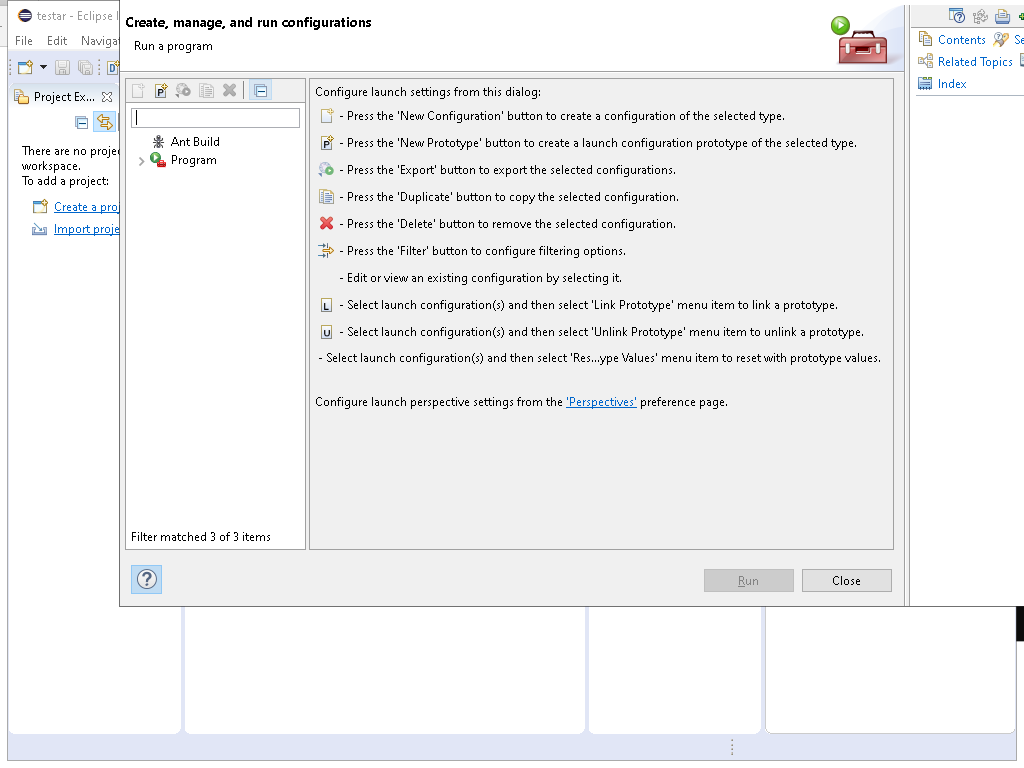 testar - Eclipse
File Edit
Project Ex...
There are no
workspace.
To add a project:
Create a
Import
Create, manage, and run configurations
Run a program
Ant Build
Program
Filter matched 3 of 3 items
Configure launch settings from this dialog:
- Press the 'New Configuration' button to create a configuration of the selected type.
P - Press the 'New Prototype' button to create a launch configuration prototype of the selected type.
- Press the 'Export' button to export the selected configurations.
- Press the 'Duplicate' button to copy the selected configuration.
- Press the 'Delete' button to remove the selected configuration.
- Press the 'Filter' button to configure filtering options.
- Edit or view an existing configuration by selecting it.
L - Select launch configuration(s) and then select 'Link Prototype' menu item to link a prototype.
U - Select launch configuration(s) and then select 'Unlink Prototype' menu item to unlink a prototype.
- Select launch configuration(s) and then select 'Res...ype Values' menu item to reset with prototype values.
Configure launch perspective settings from the 'Perspectives' preference page.
? Run Close
Contents
Related Topics
Index